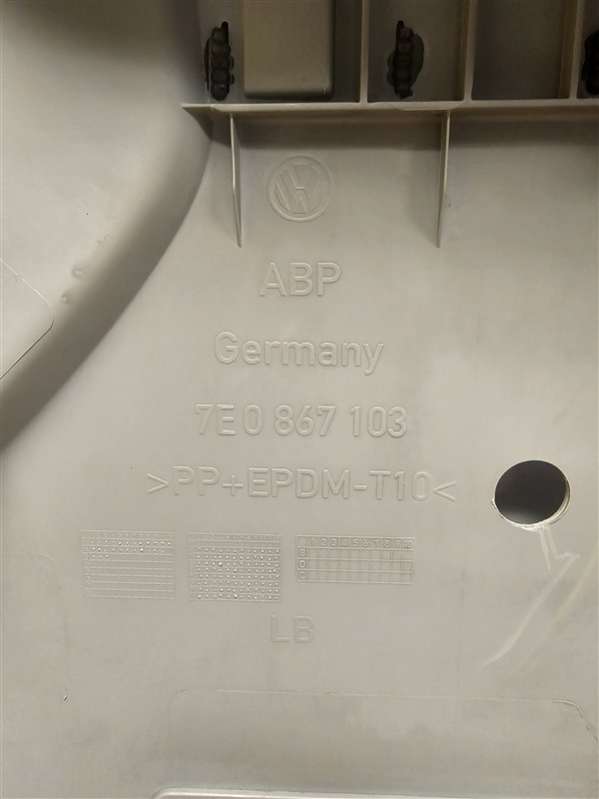 ABP
Germany
7E0 867 103
>PP+EPDM-T10<
LB